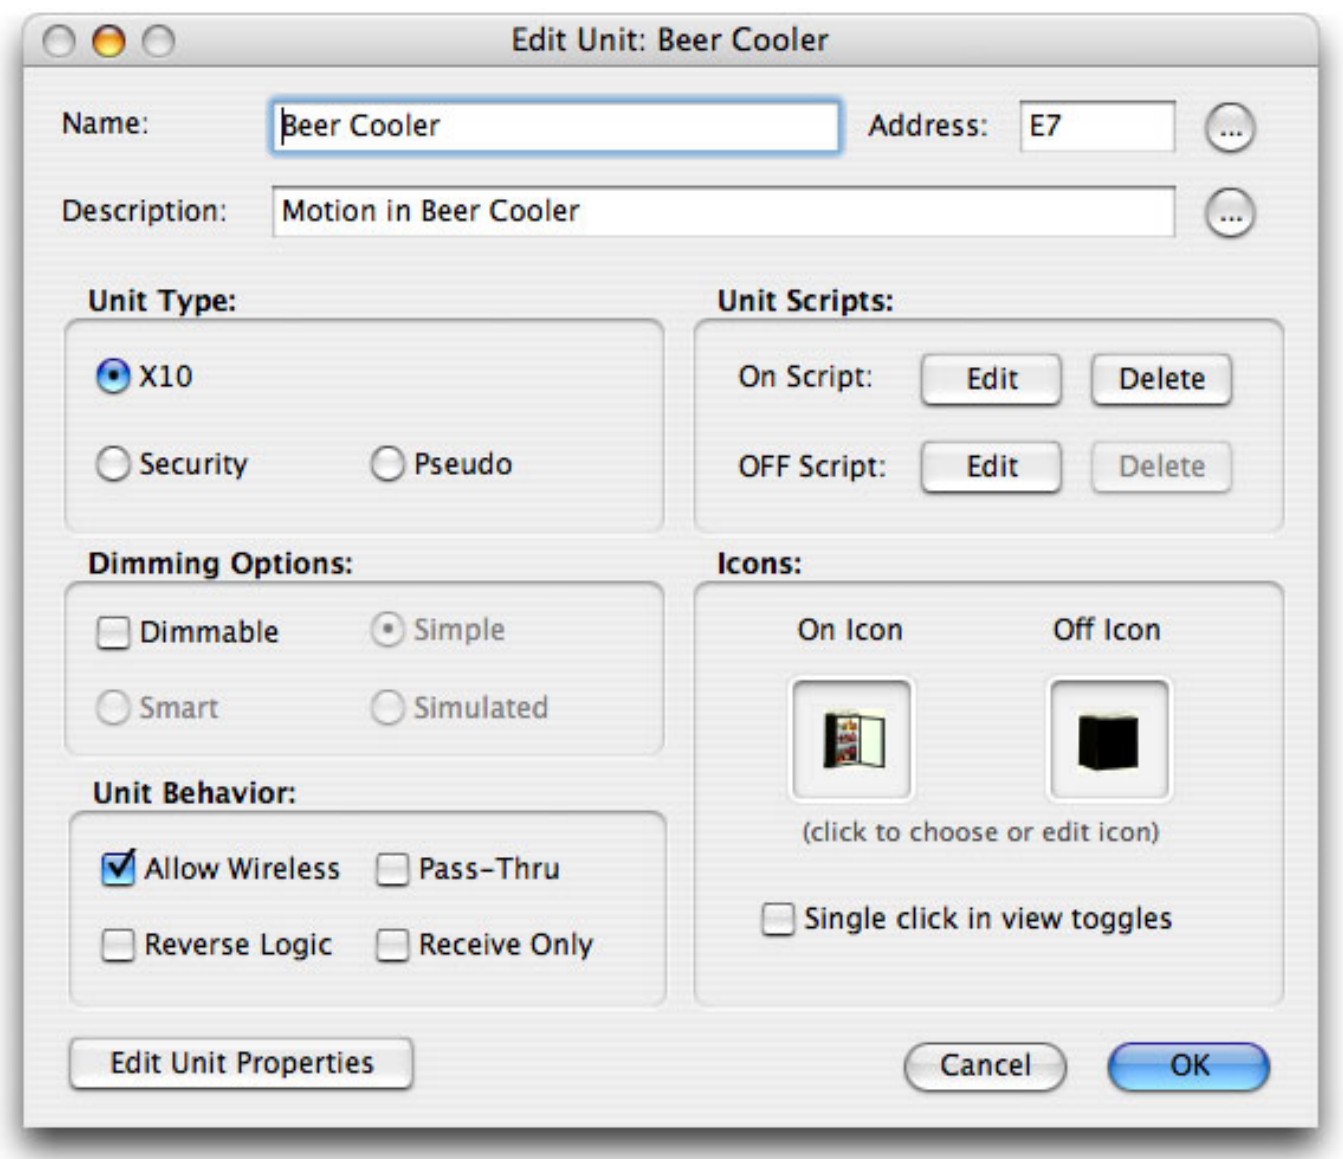 Edit Unit: Beer Cooler
Name: Beer Cooler Address: E7 ...
Description: Motion in Beer Cooler ...
Unit Type:
X10
Security Pseudo
Unit Scripts:
On Script: Edit Delete
OFF Script: Edit Delete
Dimming Options:
Dimmable Simple
Smart Simulated
Icons:
On Icon Off Icon
(click to choose or edit icon)
Single click in view toggles
Unit Behavior:
Allow Wireless Pass-Thru
Reverse Logic Receive Only
Edit Unit Properties Cancel OK